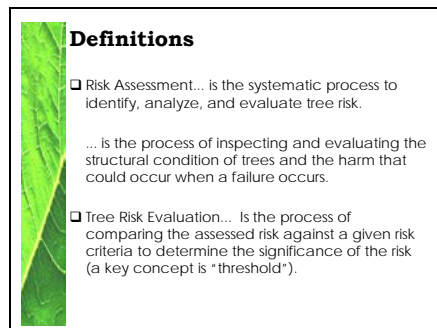 Definitions
❑ Risk Assessment... is the systematic process to
identify, analyze, and evaluate tree risk.
... is the process of inspecting and evaluating the
structural condition of trees and the harm that
could occur when a failure occurs.
❑ Tree Risk Evaluation... Is the process of
comparing the assessed risk against a given risk
criteria to determine the significance of the risk
(a key concept is "threshold").